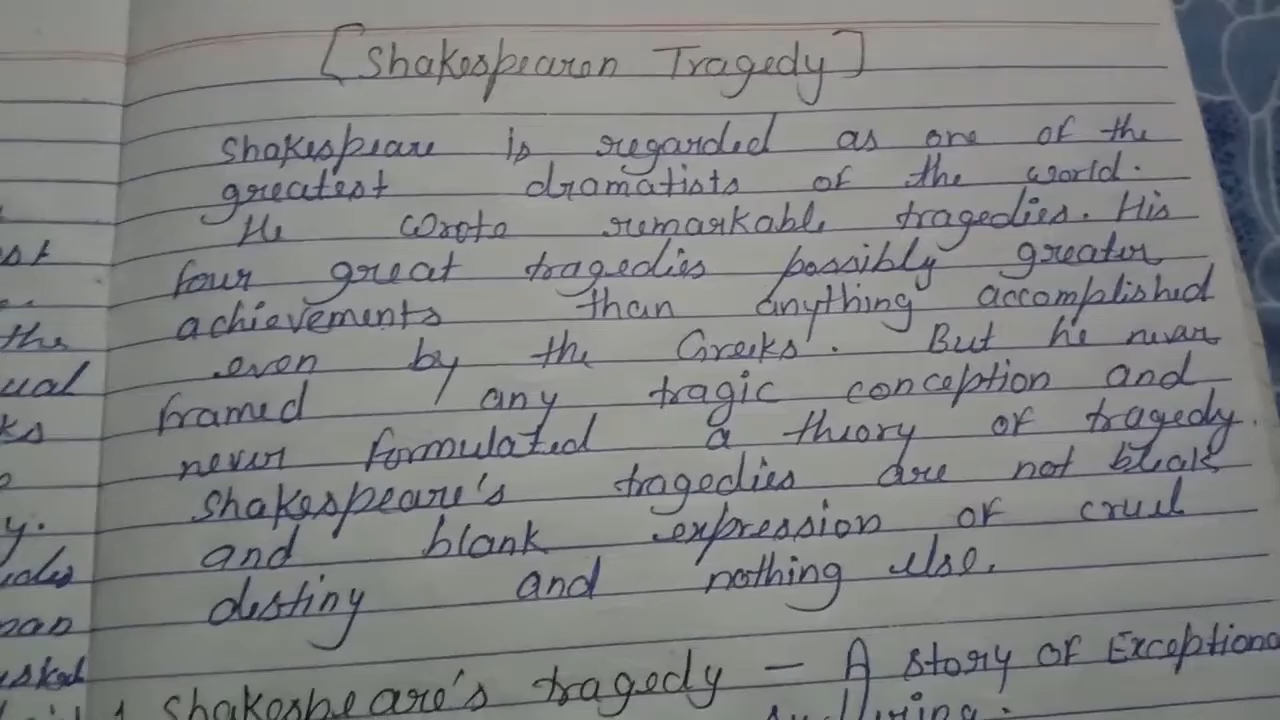 [Shakespearen Tragedy]
Shakespeare is regarded as one of the
greatest dramatists of the world.
He wrote remarkable tragedies. His
four great tragedies possibly greater
achievements than anything accomplished
even by the Greeks'. But he never
framed any tragic conception and
never formulated a theory of tragedy.
Shakespeare's tragedies are not bleak
and blank expression of cruel
destiny and nothing else.
Shakespeare's tragedy — A story of Exceptiona
the
ual